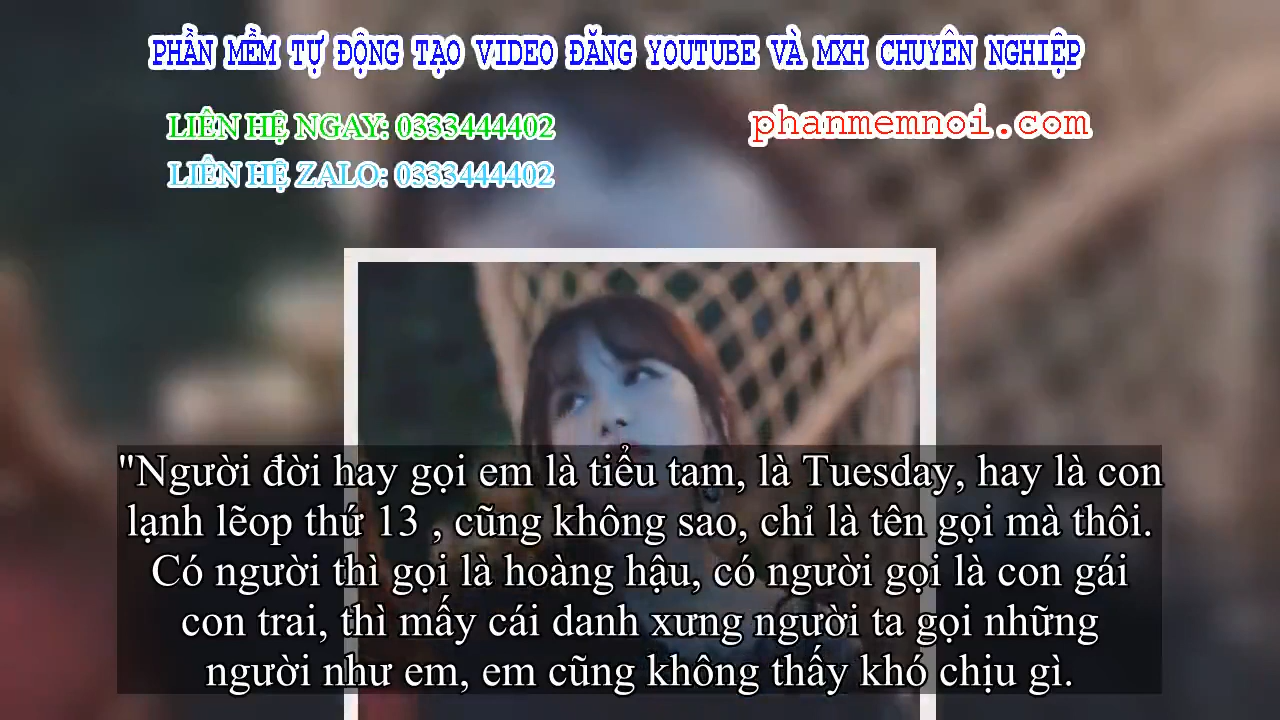 PHẦN MỀM TỰ ĐỘNG TẠO VIDEO ĐĂNG YOUTUBE VÀ MXH CHUYÊN NGHIỆP
LIÊN HỆ NGAY: 0333444402
phanmemnoi.com
LIÊN HỆ ZALO: 0333444402
"Người đời hay gọi em là tiểu tam, là Tuesday, hay là con
lạnh lẽop thứ 13 , cũng không sao, chỉ là tên gọi mà thôi.
Có người thì gọi là hoàng hậu, có người gọi là con gái
con trai, thì mấy cái danh xưng người ta gọi những
người như em, em cũng không thấy khó chịu gì.